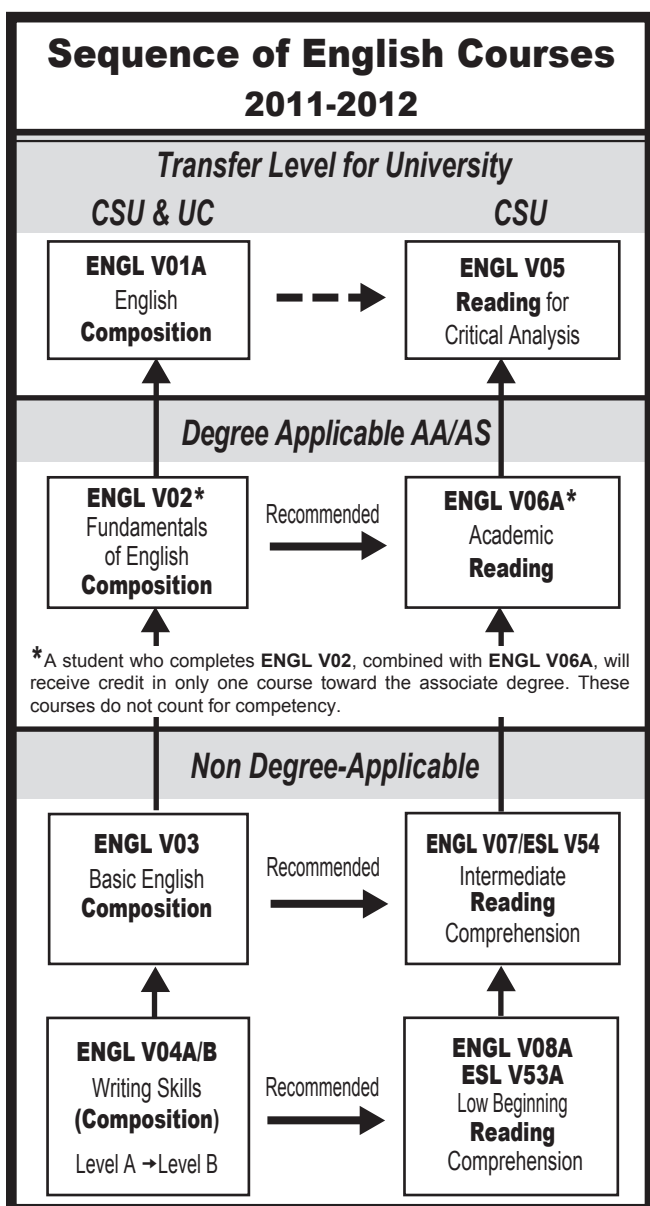 Sequence of English Courses
2011-2012
Transfer Level for University
CSU & UC
CSU
ENGL V01A
English
Composition
ENGL V05
Reading for
Critical Analysis
Degree Applicable AA/AS
ENGL V02*
Fundamentals
of English
Composition
Recommended
ENGL V06A*
Academic
Reading
*A student who completes ENGL V02, combined with ENGL V06A, will
receive credit in only one course toward the associate degree. These
courses do not count for competency.
Non Degree-Applicable
ENGL V03
Basic English
Composition
Recommended
ENGL V07/ESL V54
Intermediate
Reading
Comprehension
ENGL V04A/B
Writing Skills
(Composition)
Level A →Level B
Recommended
ENGL V08A
ESL V53A
Low Beginning
Reading
Comprehension